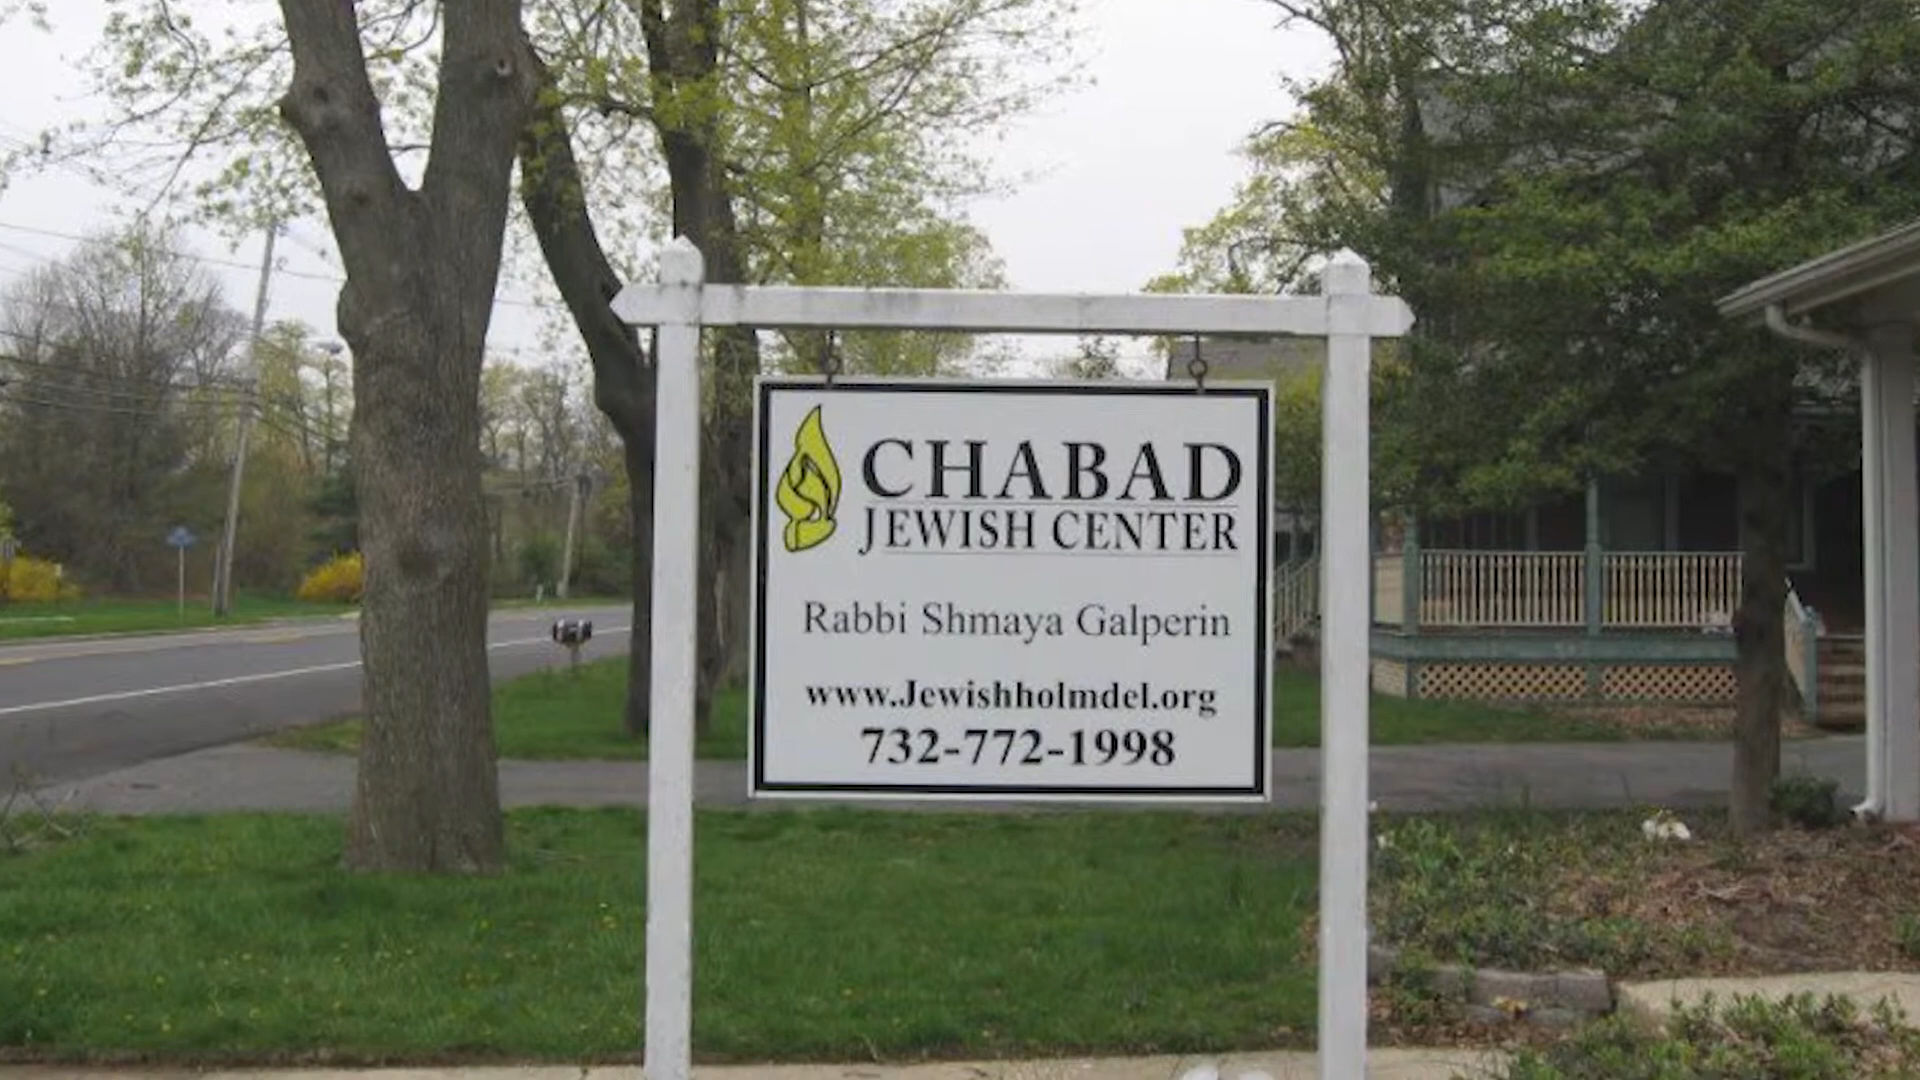 CHABAD
JEWISH CENTER
Rabbi Shmaya Galperin
www.Jewishholmdel.org
732-772-1998